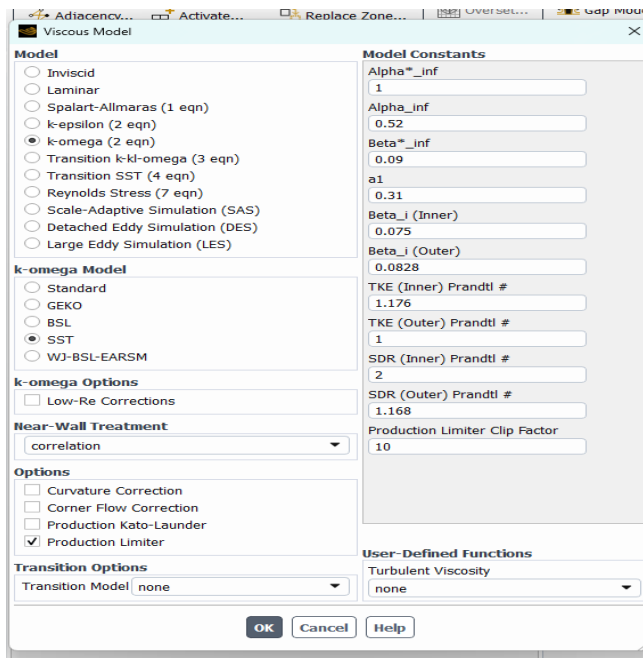 Adjacency... Activate... Replace Zone... Overset... Gap Mode
Viscous Model
Model
Inviscid
Laminar
Spalart-Allmaras (1 eqn)
k-epsilon (2 eqn)
k-omega (2 eqn)
Transition k-kl-omega (3 eqn)
Transition SST (4 eqn)
Reynolds Stress (7 eqn)
Scale-Adaptive Simulation (SAS)
Detached Eddy Simulation (DES)
Large Eddy Simulation (LES)
k-omega Model
Standard
GEKO
BSL
SST
WJ-BSL-EARSM
k-omega Options
Low-Re Corrections
Near-Wall Treatment
correlation
Options
Curvature Correction
Corner Flow Correction
Production Kato-Launder
Production Limiter
Transition Options
Transition Model none
Model Constants
Alpha*_inf
1
Alpha_inf
0.52
Beta*_inf
0.09
a1
0.31
Beta_i (Inner)
0.075
Beta_i (Outer)
0.0828
TKE (Inner) Prandtl #
1.176
TKE (Outer) Prandtl #
1
SDR (Inner) Prandtl #
2
SDR (Outer) Prandtl #
1.168
Production Limiter Clip Factor
10
User-Defined Functions
Turbulent Viscosity
none
OK Cancel Help